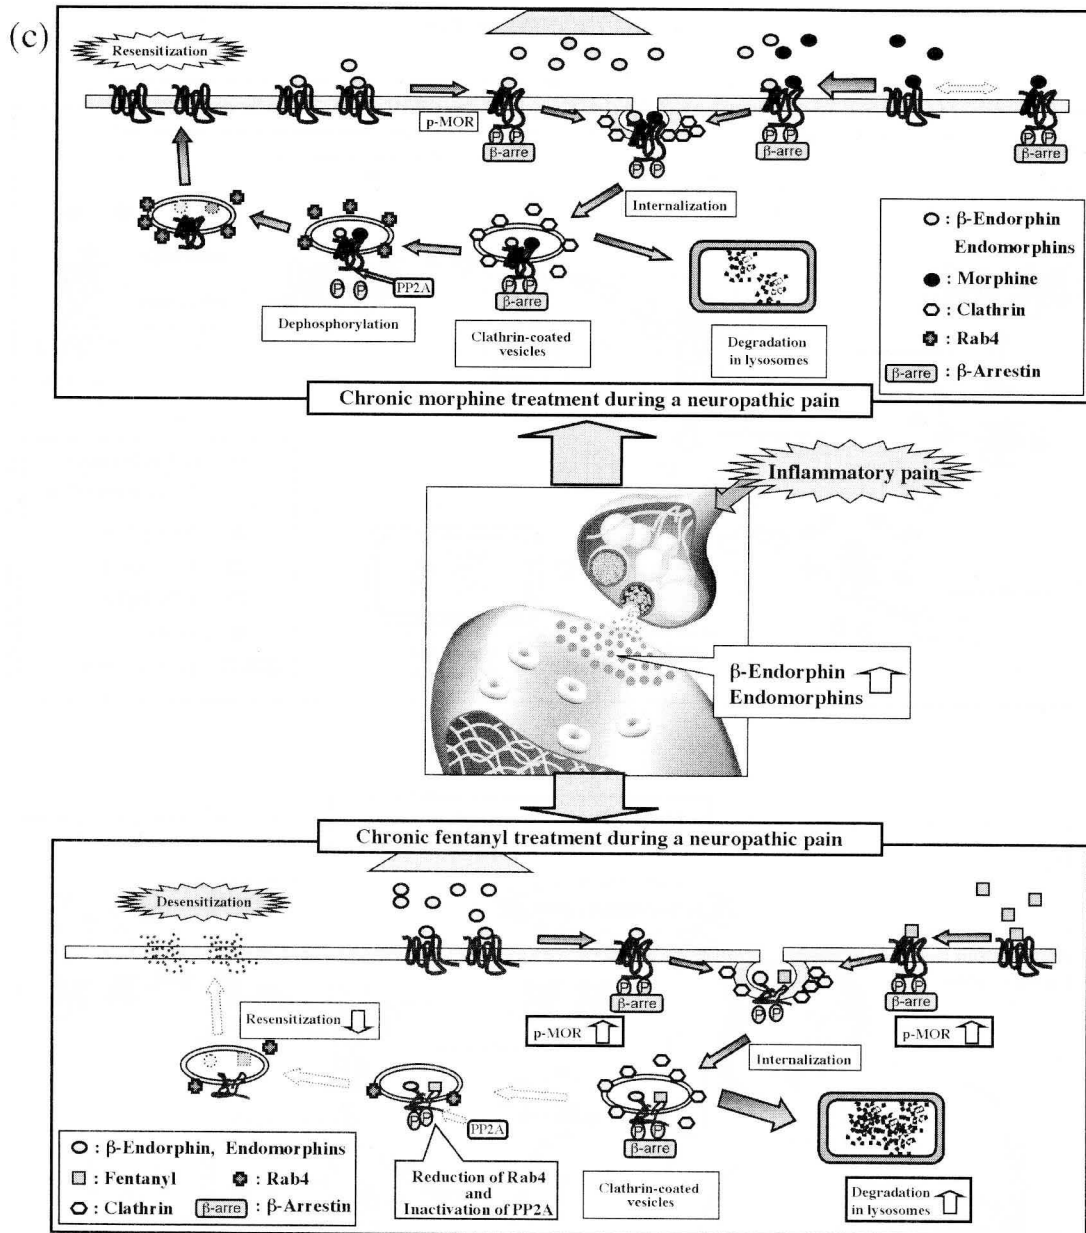 (c)
Resensitization
p-MOR
P P
β-arre
P P
P P
β-arre
P P
β-arre
Internalization
PP2A
P P
P P
β-arre
Dephosphorylation
Clathrin-coated
vesicles
Degradation
in lysosomes
: β-Endorphin
Endomorphins
: Morphine
: Clathrin
: Rab4
β-arre : β-Arrestin
Chronic morphine treatment during a neuropathic pain
Inflammatory pain
β-Endorphin
Endomorphins
Chronic fentanyl treatment during a neuropathic pain
Desensitization
P P
β-arre
P P
P P
β-arre
Resensitization
p-MOR
Internalization
p-MOR
PP2A
P P
P P
β-arre
Reduction of Rab4
and
Inactivation of PP2A
Clathrin-coated
vesicles
Degradation
in lysosomes
: β-Endorphin, Endomorphins
: Fentanyl : Rab4
: Clathrin β-arre : β-Arrestin